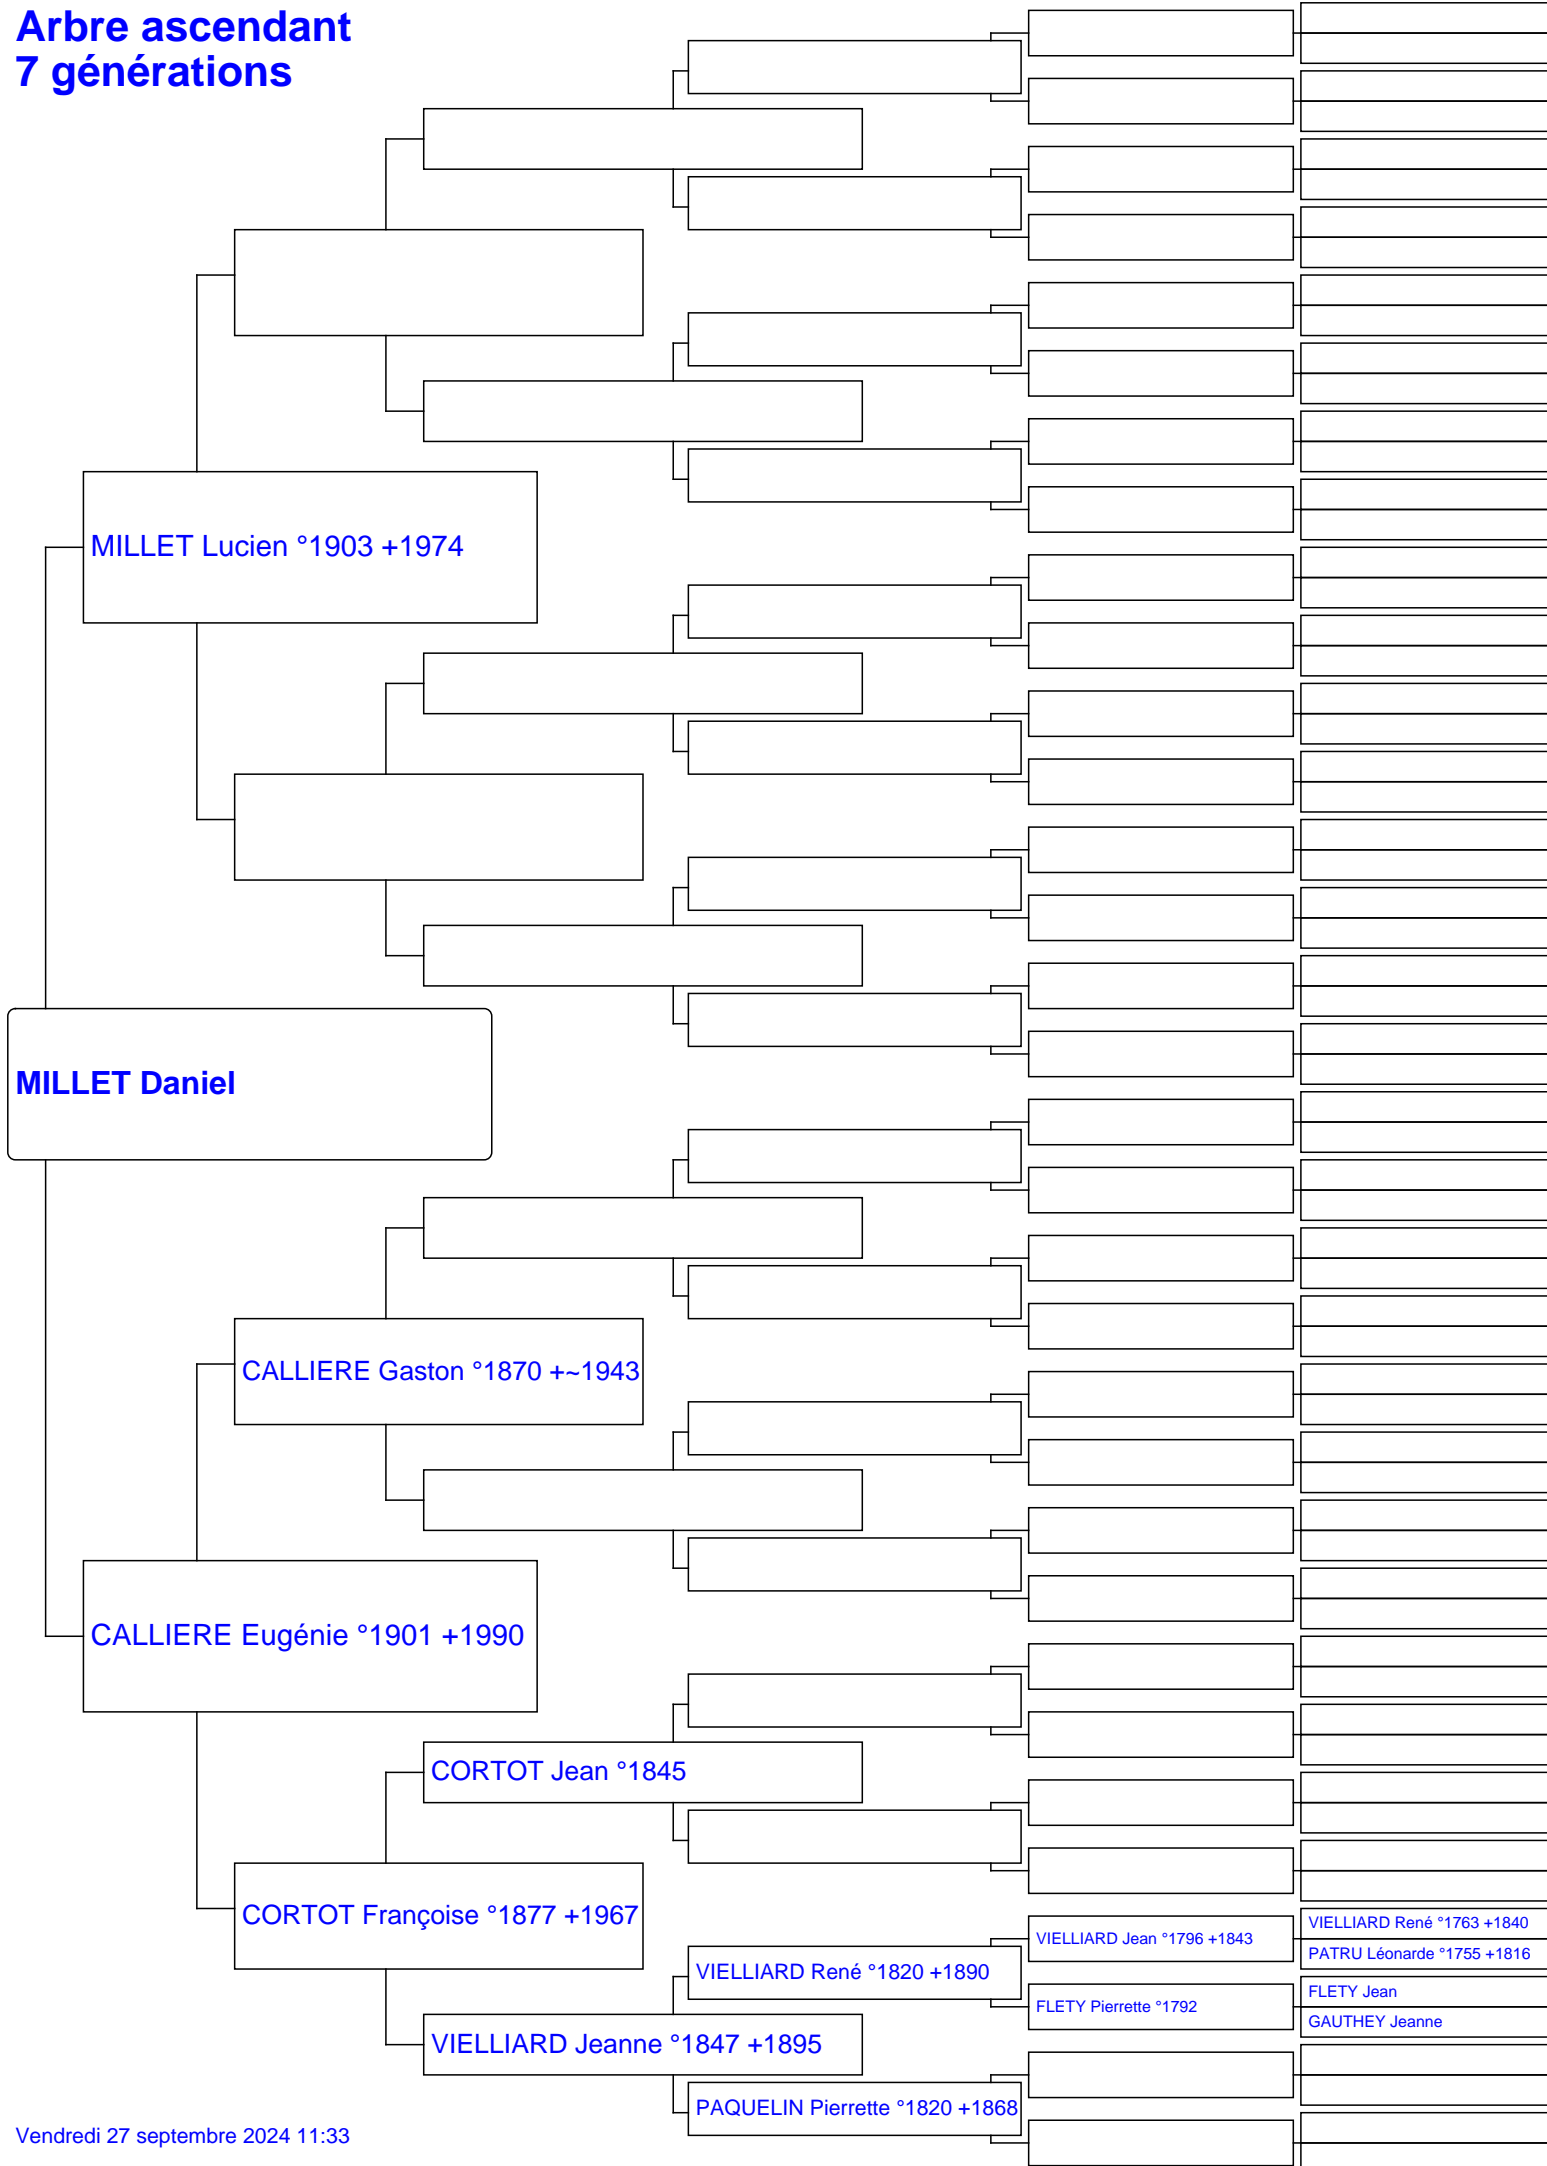 Arbre ascendant
7 générations
MILLET Lucien °1903 +1974
MILLET Daniel
CALLIERE Gaston °1870 +~1943
CALLIERE Eugénie °1901 +1990
CORTOT Jean °1845
CORTOT Françoise °1877 +1967
VIELLIARD René °1763 +1840
VIELLIARD Jean °1796 +1843
PATRU Léonarde °1755 +1816
VIELLIARD René °1820 +1890
FLETY Jean
FLETY Pierrette °1792
GAUTHEY Jeanne
VIELLIARD Jeanne °1847 +1895
PAQUELIN Pierrette °1820 +1868
Vendredi 27 septembre 2024 11:33